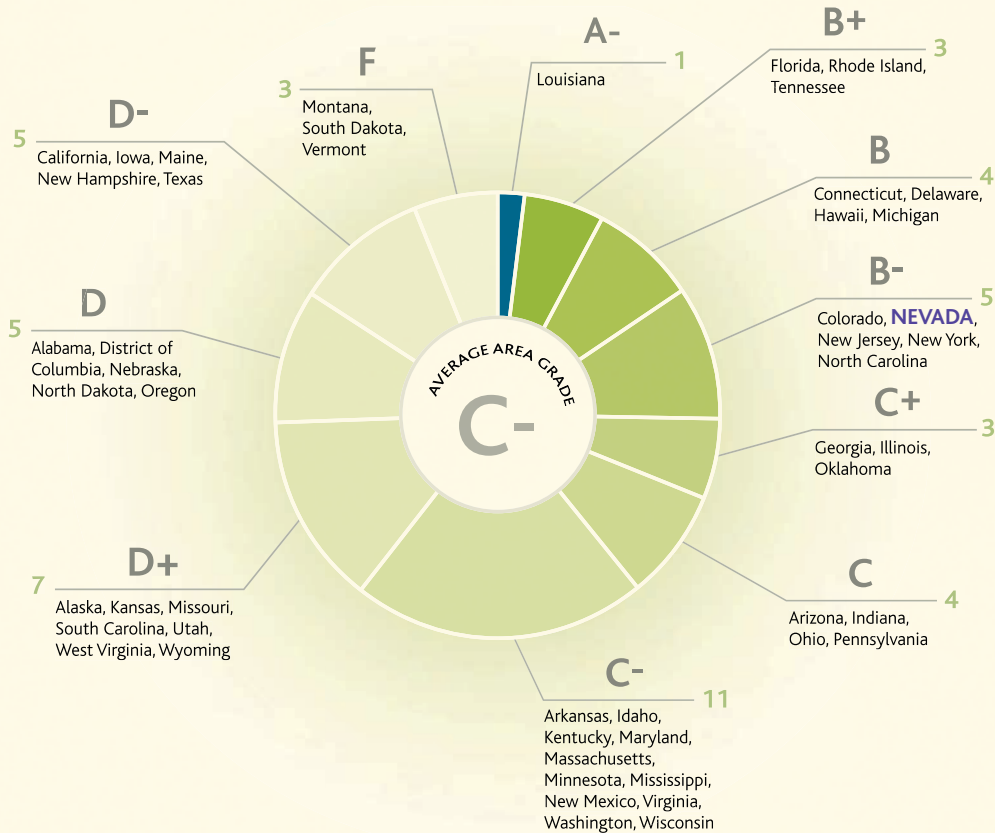 A-
1
Louisiana
B+
3
Florida, Rhode Island,
Tennessee
B
4
Connecticut, Delaware,
Hawaii, Michigan
B-
5
Colorado, NEVADA,
New Jersey, New York,
North Carolina
C+
3
Georgia, Illinois,
Oklahoma
C
4
Arizona, Indiana,
Ohio, Pennsylvania
C-
11
Arkansas, Idaho,
Kentucky, Maryland,
Massachusetts,
Minnesota, Mississippi,
New Mexico, Virginia,
Washington, Wisconsin
D+
7
Alaska, Kansas, Missouri,
South Carolina, Utah,
West Virginia, Wyoming
D
5
Alabama, District of
Columbia, Nebraska,
North Dakota, Oregon
D-
5
California, Iowa, Maine,
New Hampshire, Texas
F
3
Montana,
South Dakota,
Vermont
AVERAGE AREA GRADE
C-